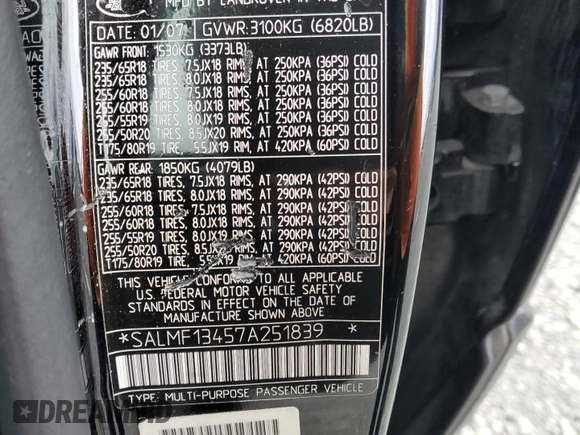 MFD. BY LANDROVER
DATE: 01/07 GVWR:3100KG (6820LB)
GAWR FRONT: 1530KG (3373LB)
235/65R18 TIRES, 7.5JX18 RIMS, AT 250KPA (36PSI) COLD
235/65R18 TIRES, 8.0JX18 RIMS, AT 250KPA (36PSI) COLD
255/60R18 TIRES, 7.5JX18 RIMS, AT 250KPA (36PSI) COLD
255/60R18 TIRES, 8.0JX18 RIMS, AT 250KPA (36PSI) COLD
255/55R19 TIRES, 8.0JX19 RIMS, AT 250KPA (36PSI) COLD
255/50R20 TIRES, 8.5JX20 RIMS, AT 250KPA (36PSI) COLD
T175/80R19 TIRE, 5.5JX19 RIM, AT 420KPA (60PSI) COLD
GAWR REAR: 1850KG (4079LB)
235/65R18 TIRES, 7.5JX18 RIMS, AT 290KPA (42PSI) COLD
235/65R18 TIRES, 8.0JX18 RIMS, AT 290KPA (42PSI) COLD
255/60R18 TIRES, 7.5JX18 RIMS, AT 290KPA (42PSI) COLD
255/60R18 TIRES, 8.0JX18 RIMS, AT 290KPA (42PSI) COLD
255/55R19 TIRES, 8.0JX19 RIMS, AT 290KPA (42PSI) COLD
255/50R20 TIRES, 8.5JX20 RIMS, AT 290KPA (42PSI) COLD
T175/80R19 TIRE, AT 420KPA (60PSI) COLD
THIS VEHICLE CONFORMS TO ALL APPLICABLE
U.S. FEDERAL MOTOR VEHICLE SAFETY
STANDARDS IN EFFECT ON THE DATE OF
MANUFACTURE SHOWN ABOVE.
*SALMF13457A251839 *
TYPE: MULTI-PURPOSE PASSENGER VEHICLE